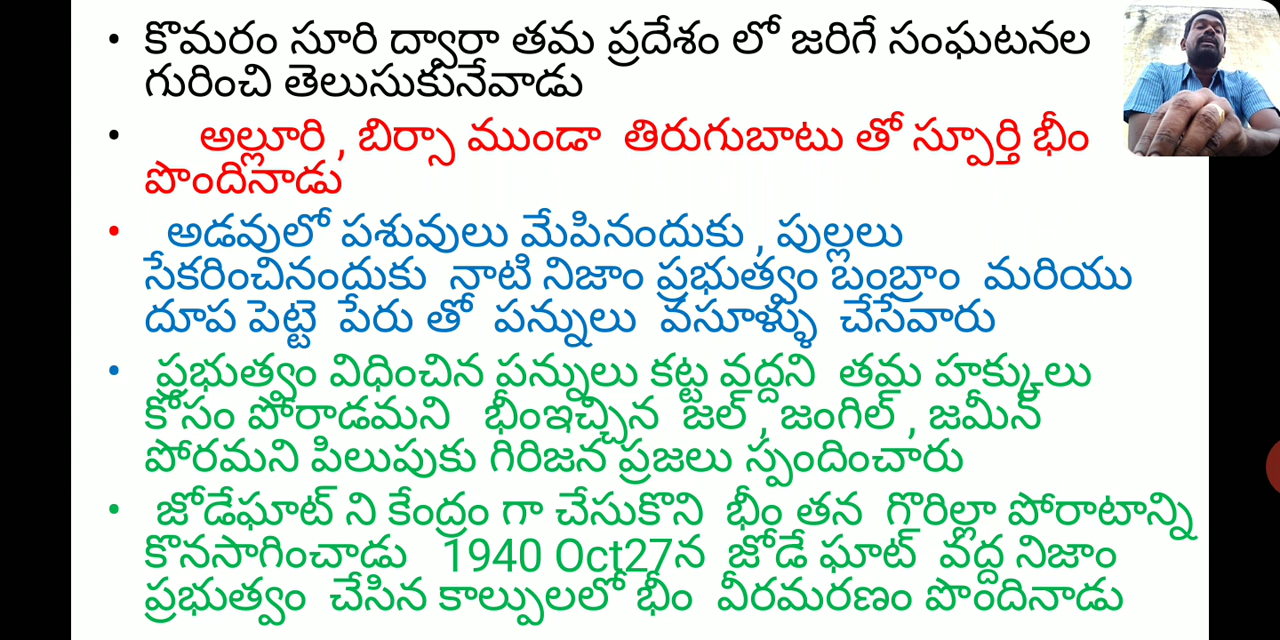 • కొమరం సూరి ద్వారా తమ ప్రదేశం లో జరిగే సంఘటనల
గురించి తెలుసుకునేవాడు
• అల్లూరి , బిర్సా ముండా తిరుగుబాటు తో స్పూర్తి భీం
పొందినాడు
• అడవులో పశువులు మేపినందుకు , పుల్లలు
సేకరించినందుకు నాటి నిజాం ప్రభుత్వం బంబ్రాం మరియు
దూప పెట్టె పేరు తో పన్నులు వసూళ్ళు చేసేవారు
• ప్రభుత్వం విధించిన పన్నులు కట్ట వద్దని తమ హక్కులు
కోసం పోరాడమని భీంఇచ్చిన జల్ , జంగిల్ , జమీన్
పోరమని పిలుపుకు గిరిజన ప్రజలు స్పందించారు
• జోడేఘాట్ ని కేంద్రం గా చేసుకొని భీం తన గొరిల్లా పోరాటాన్ని
కొనసాగించాడు 1940 Oct27న జోడే ఘాట్ వద్ద నిజాం
ప్రభుత్వం చేసిన కాల్పులలో భీం వీరమరణం పొందినాడు